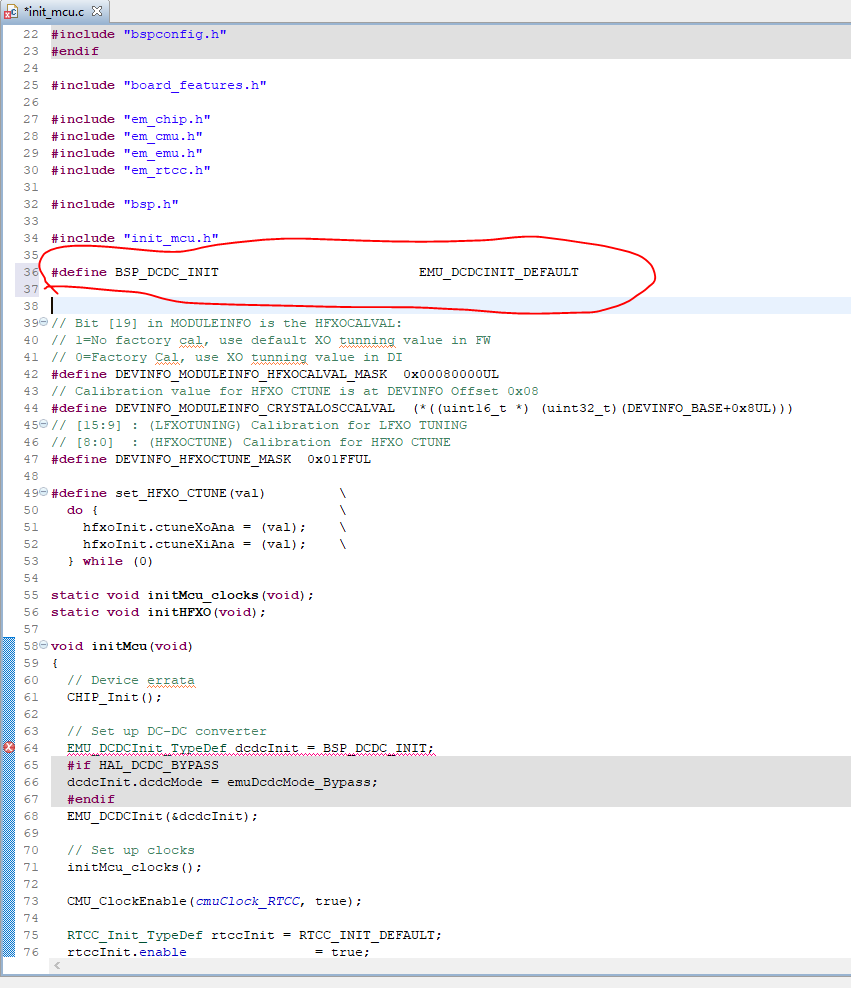 *init_mcu.c
22 #include "bspconfig.h"
23 #endif
24
25 #include "board_features.h"
26
27 #include "em_chip.h"
28 #include "em_cmu.h"
29 #include "em_emu.h"
30 #include "em_rtcc.h"
31
32 #include "bsp.h"
33
34 #include "init_mcu.h"
35
36 #define BSP_DCDC_INIT                         EMU_DCDCINIT_DEFAULT
37
38
39 // Bit [19] in MODULEINFO is the HFXOCALVAL:
40 // 1=No factory cal, use default XO tunning value in FW
41 // 0=Factory Cal, use XO tunning value in DI
42 #define DEVINFO_MODULEINFO_HFXOCALVAL_MASK  0x00080000UL
43 // Calibration value for HFXO CTUNE is at DEVINFO Offset 0x08
44 #define DEVINFO_MODULEINFO_CRYSTALOSCCALVAL  (*((uint16_t *) (uint32_t)(DEVINFO_BASE+0x8UL)))
45 // [15:9] : (LFXOTUNING) Calibration for LFXO TUNING
46 // [8:0]  : (HFXOCTUNE) Calibration for HFXO CTUNE
47 #define DEVINFO_HFXOCTUNE_MASK  0x01FFUL
48
49 #define set_HFXO_CTUNE(val)         \
50   do {                              \
51     hfxoInit.ctuneXoAna = (val);    \
52     hfxoInit.ctuneXiAna = (val);    \
53   } while (0)
54
55 static void initMcu_clocks(void);
56 static void initHFXO(void);
57
58 void initMcu(void)
59 {
60   // Device errata
61   CHIP_Init();
62
63   // Set up DC-DC converter
64   EMU_DCDCInit_TypeDef dcdcInit = BSP_DCDC_INIT;
65   #if HAL_DCDC_BYPASS
66   dcdcInit.dcdcMode = emuDcdcMode_Bypass;
67   #endif
68   EMU_DCDCInit(&dcdcInit);
69
70   // Set up clocks
71   initMcu_clocks();
72
73   CMU_ClockEnable(cmuClock_RTCC, true);
74
75   RTCC_Init_TypeDef rtccInit = RTCC_INIT_DEFAULT;
76   rtccInit.enable                = true;